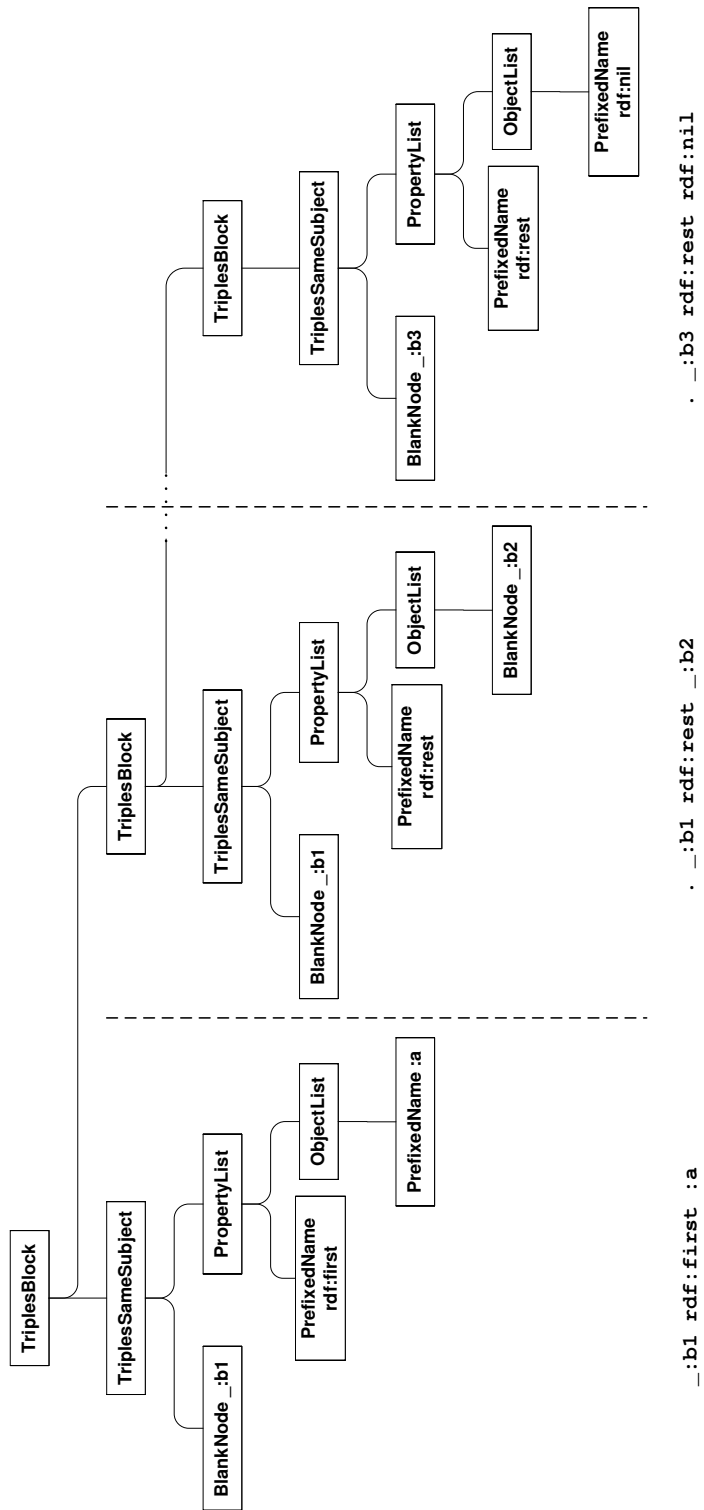 TriplesBlock
TriplesSameSubject
BlankNode _:b1
PropertyList
PrefixedName
rdf:first
ObjectList
PrefixedName :a
_:b1 rdf:first :a
TriplesBlock
TriplesSameSubject
BlankNode _:b1
PropertyList
PrefixedName
rdf:rest
ObjectList
BlankNode _:b2
. _:b1 rdf:rest _:b2
......
TriplesBlock
TriplesSameSubject
BlankNode _:b3
PropertyList
PrefixedName
rdf:rest
ObjectList
PrefixedName
rdf:nil
. _:b3 rdf:rest rdf:nil